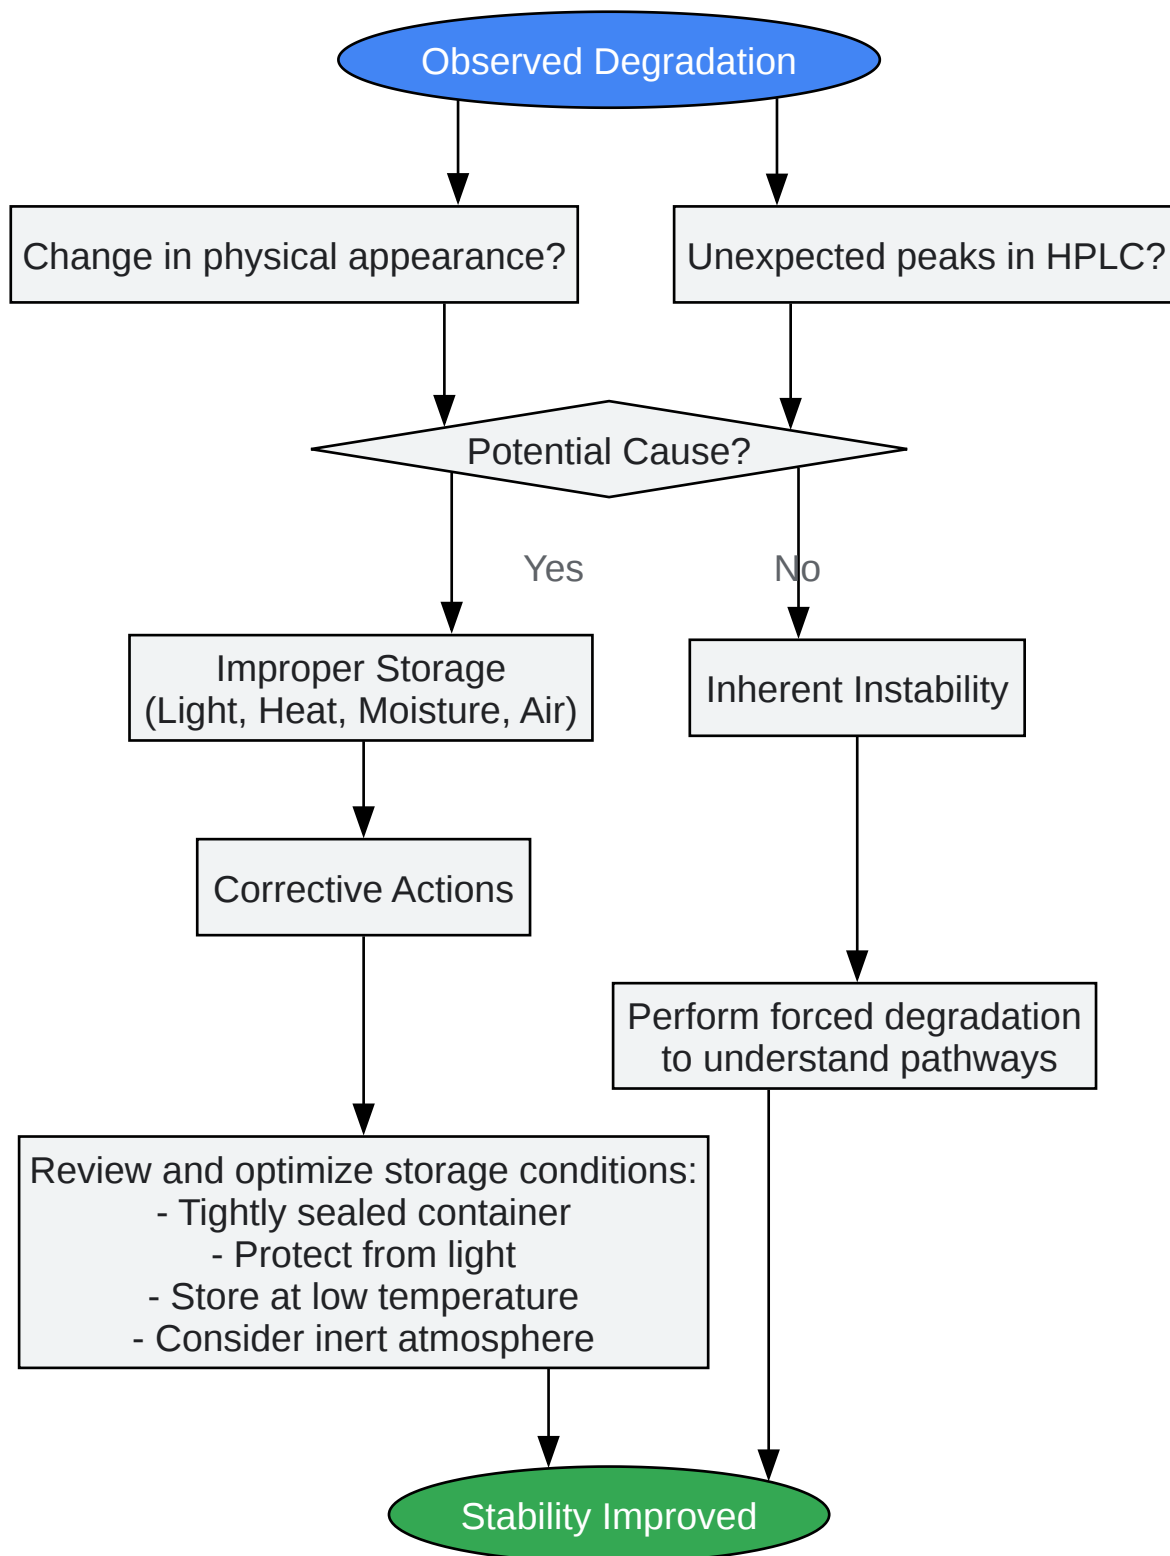 Observed Degradation
Change in physical appearance?
Unexpected peaks in HPLC?
Potential Cause?
Yes
No
Improper Storage
(Light, Heat, Moisture, Air)
Inherent Instability
Corrective Actions
Perform forced degradation
to understand pathways
Review and optimize storage conditions:
- Tightly sealed container
- Protect from light
- Store at low temperature
- Consider inert atmosphere
Stability Improved